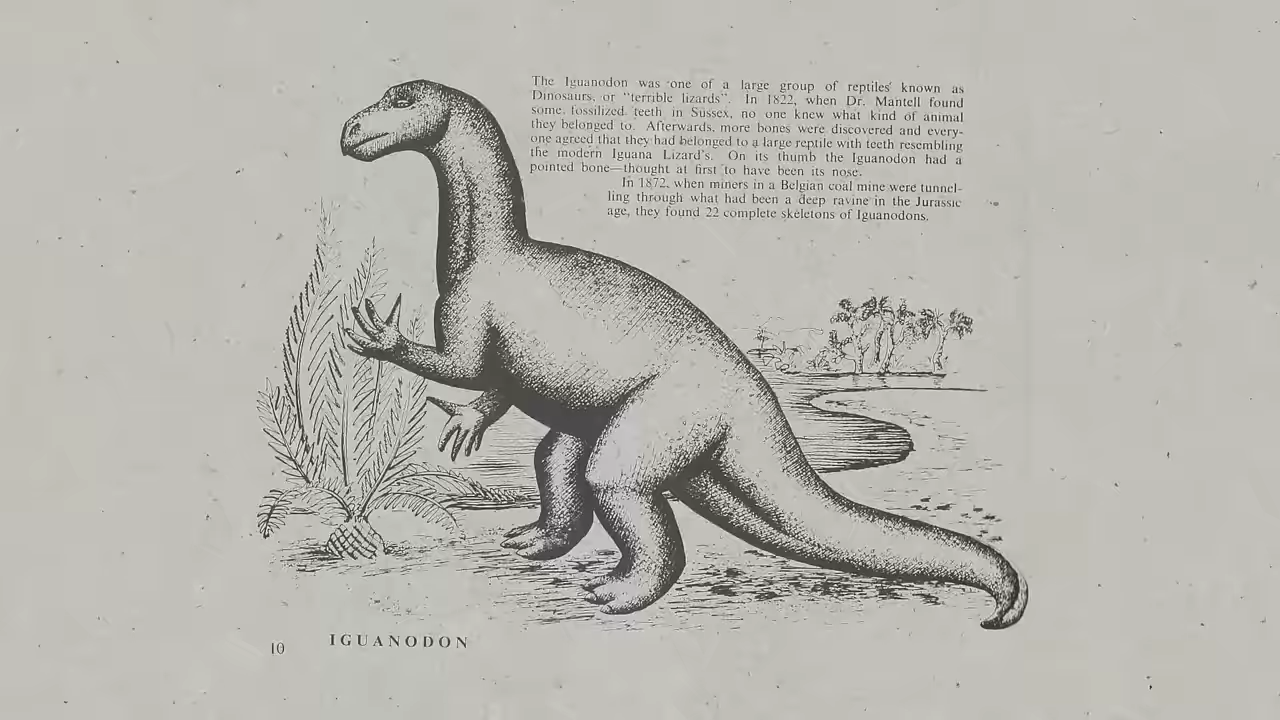 The Iguanodon was one of a large group of reptiles known as
Dinosaurs, or "terrible lizards". In 1822, when Dr. Mantell found
some fossilized teeth in Sussex, no one knew what kind of animal
they belonged to. Afterwards, more bones were discovered and every-
one agreed that they had belonged to a large reptile with teeth resembling
the modern Iguana Lizard's. On its thumb the Iguanodon had a
pointed bone—thought at first to have been its nose.
In 1872, when miners in a Belgian coal mine were tunnel-
ling through what had been a deep ravine in the Jurassic
age, they found 22 complete skeletons of Iguanodons.
10 IGUANODON